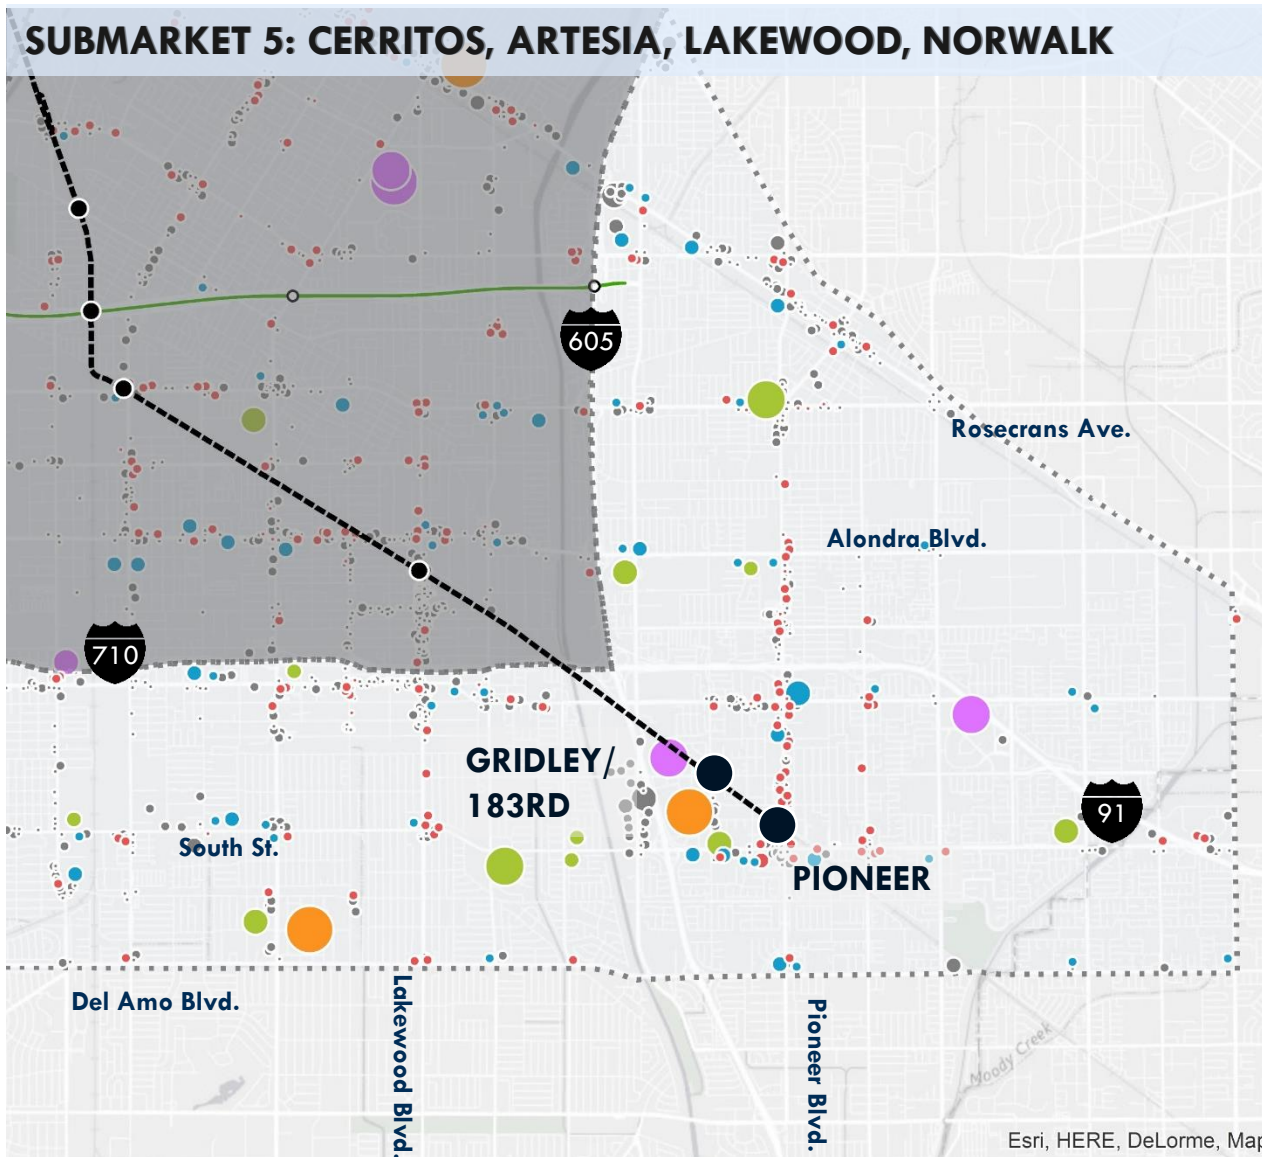 SUBMARKET 5: CERRITOS, ARTESIA, LAKEWOOD, NORWALK
605
Rosecrans Ave.
Alondra Blvd.
710
GRIDLEY/
183RD
91
South St.
PIONEER
Del Amo Blvd.
Lakewood Blvd.
Pioneer Blvd.
Moody Creek
Esri, HERE, DeLorme, Map